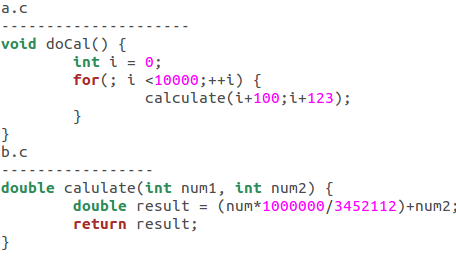 a.c
---------------------
void doCal() {
int i = 0;
for(; i <10000;++i) {
calculate(i+100;i+123);
}
}
b.c
-----------------
double calulate(int num1, int num2) {
double result = (num*1000000/3452112)+num2;
return result;
}